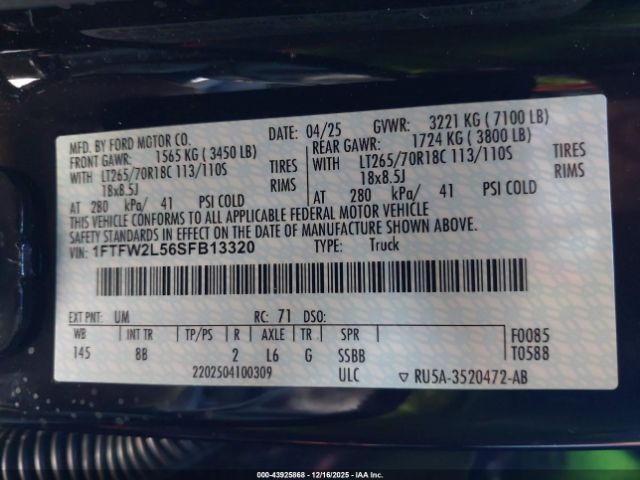 MFD. BY FORD MOTOR CO.
DATE: 04/25 GVWR: 3221 KG (7100 LB)
FRONT GAWR: 1565 KG (3450 LB) REAR GAWR: 1724 KG (3800 LB)
WITH LT265/70R18C 113/110S TIRES WITH LT265/70R18C 113/110S TIRES
18x8.5J RIMS 18x8.5J RIMS
AT 280 kPa/ 41 PSI COLD AT 280 kPa/ 41 PSI COLD
THIS VEHICLE CONFORMS TO ALL APPLICABLE FEDERAL MOTOR VEHICLE
SAFETY STANDARDS IN EFFECT ON THE DATE OF MANUFACTURE SHOWN ABOVE.
VIN: 1FTFW2L56SFB13320 TYPE: Truck
EXT PNT: UM RC: 71 DSO:
WB INT TR TP/PS R AXLE TR SPR F0085
145 8B 2 L6 G SSBB T0588
2202504100309 ULC ▽ RU5A-3520472-AB
000-43925868 - 12/16/2025 - IAAI, Inc.